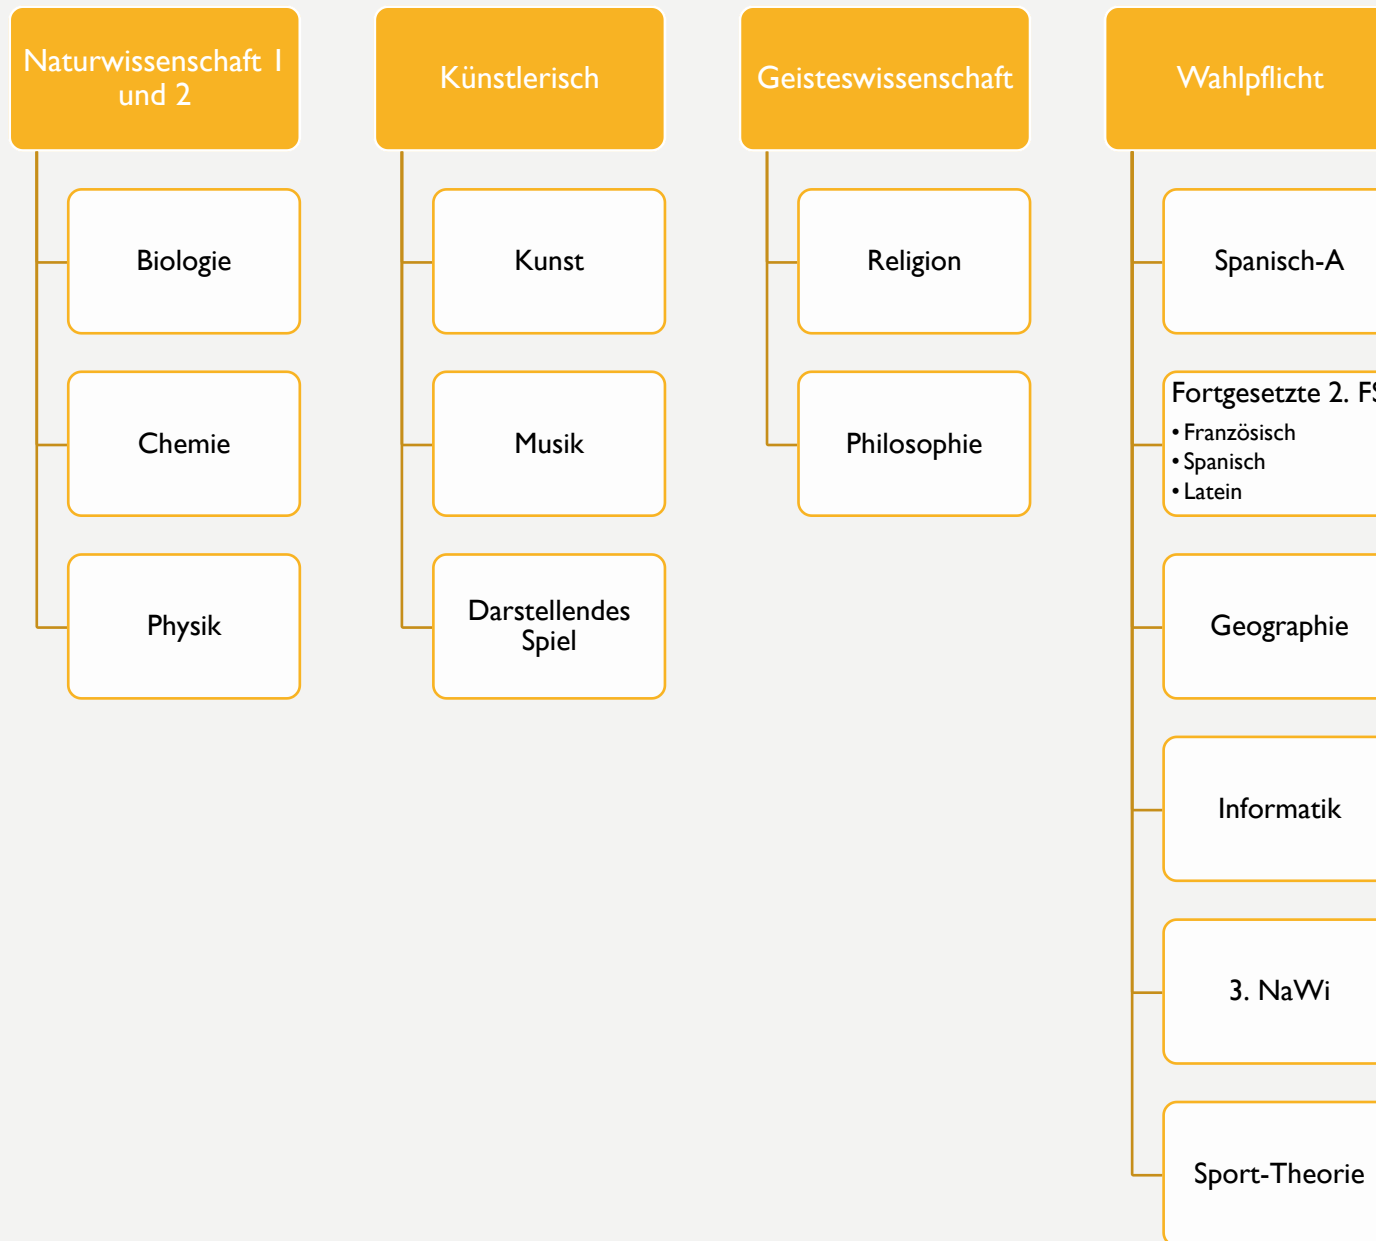 Naturwissenschaft 1
und 2
Biologie
Chemie
Physik
Künstlerisch
Kunst
Musik
Darstellendes
Spiel
Geisteswissenschaft
Religion
Philosophie
Wahlpflicht
Spanisch-A
Fortgesetzte 2. FS
• Französisch
• Spanisch
• Latein
Geographie
Informatik
3. NaWi
Sport-Theorie